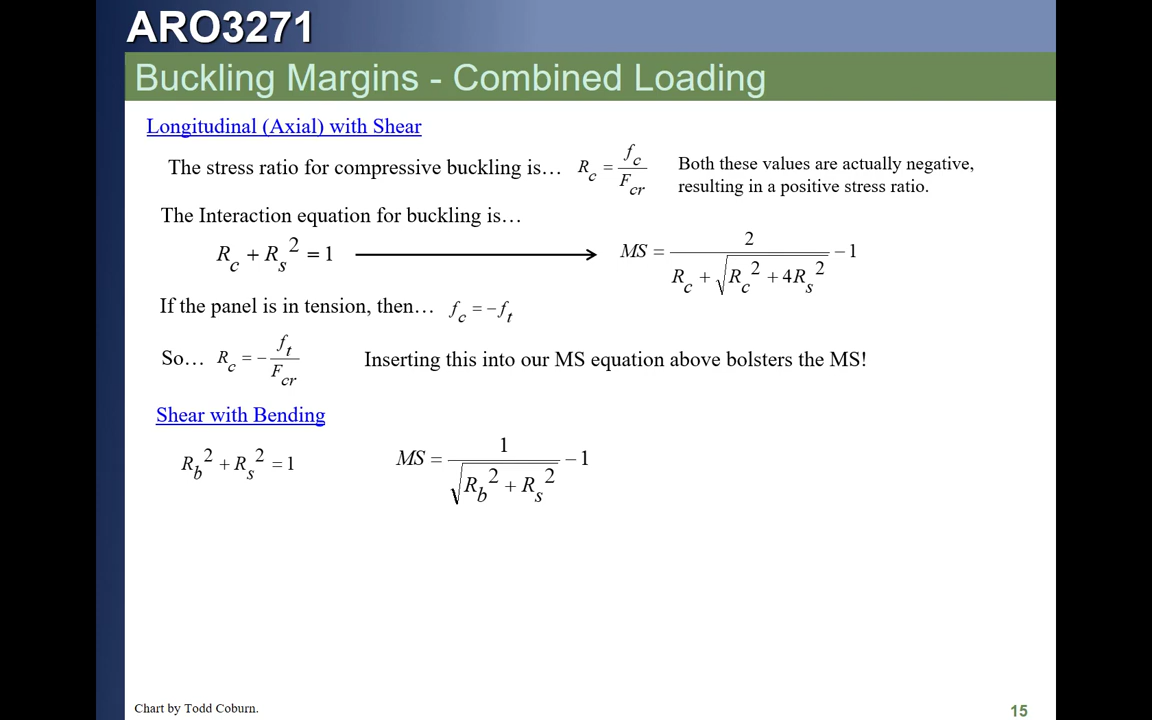 ARO3271
Buckling Margins - Combined Loading
Longitudinal (Axial) with Shear
The stress ratio for compressive buckling is… R_c = f_c / F_cr
Both these values are actually negative,
resulting in a positive stress ratio.
The Interaction equation for buckling is…
R_c + R_s^2 = 1
MS = 2 / (R_c + √(R_c^2 + 4R_s^2)) − 1
If the panel is in tension, then… f_c = −f_t
So… R_c = − f_t / F_cr
Inserting this into our MS equation above bolsters the MS!
Shear with Bending
R_b^2 + R_s^2 = 1
MS = 1 / √(R_b^2 + R_s^2) − 1
Chart by Todd Coburn.
15